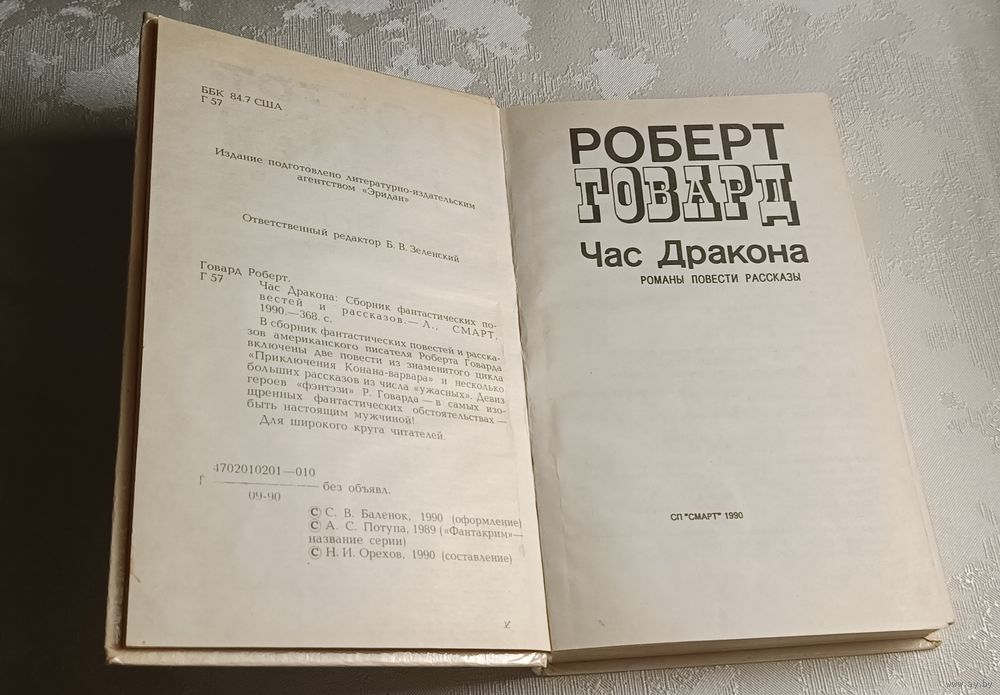 ББК 84.7 США
Г 57
Издание подготовлено литературно-издательским
агентством «Эридан»
Ответственный редактор Б. В. Зеленский
Говард Роберт.
Г 57
Час Дракона: Сборник фантастических по-
вестей и рассказов.— Л., СМАРТ,
1990.—368. с.
В сборник фантастических повестей и расска-
зов американского писателя Роберта Говарда
включены две повести из знаменитого цикла
«Приключения Конана-варвара» и несколько
больших рассказов из числа «ужасных». Девиз
героев «фэнтэзи» Р. Говарда — в самых изо-
щренных фантастических обстоятельствах —
быть настоящим мужчиной!
Для широкого круга читателей.
4702010201—010
Г без объявл.
09-90
© С. В. Баленок, 1990 (оформление)
© А. С. Потупа, 1989 («Фантакрим»—
название серии)
© Н. И. Орехов, 1990 (составление)
РОБЕРТ
ГОВАРД
Час Дракона
РОМАНЫ ПОВЕСТИ РАССКАЗЫ
СП "СМАРТ" 1990
www.ay.by